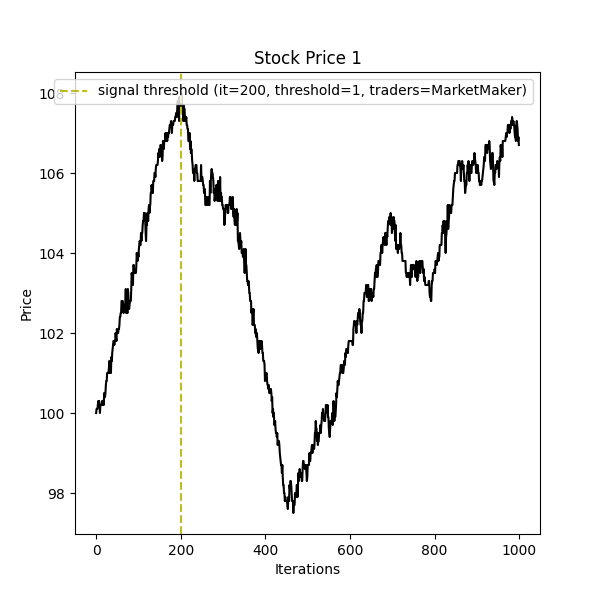 Stock Price 1
signal threshold (it=200, threshold=1, traders=MarketMaker)
108
106
104
102
100
98
Price
0 200 400 600 800 1000
Iterations